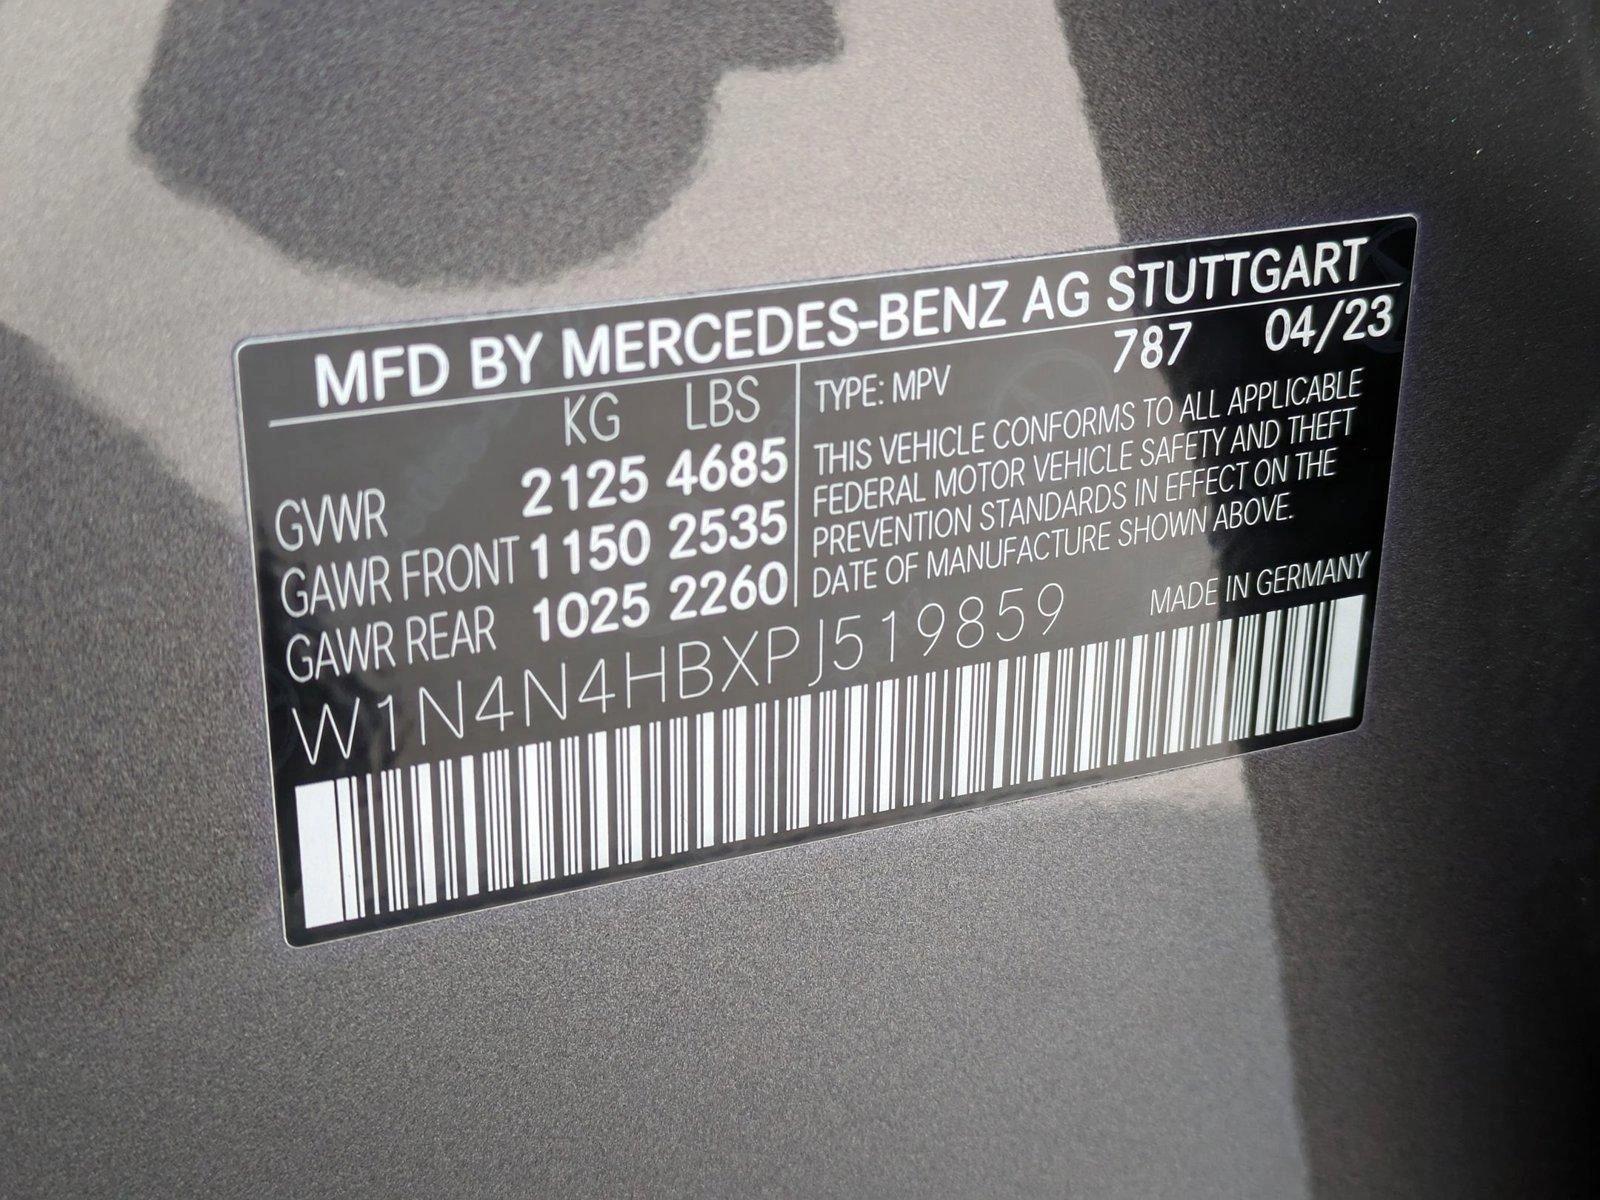 MFD BY MERCEDES-BENZ AG STUTTGART
787 04/23
KG LBS
GVWR 2125 4685
GAWR FRONT 1150 2535
GAWR REAR 1025 2260
TYPE: MPV
THIS VEHICLE CONFORMS TO ALL APPLICABLE
FEDERAL MOTOR VEHICLE SAFETY AND THEFT
PREVENTION STANDARDS IN EFFECT ON THE
DATE OF MANUFACTURE SHOWN ABOVE.
MADE IN GERMANY
W1N4N4HBXPJ519859